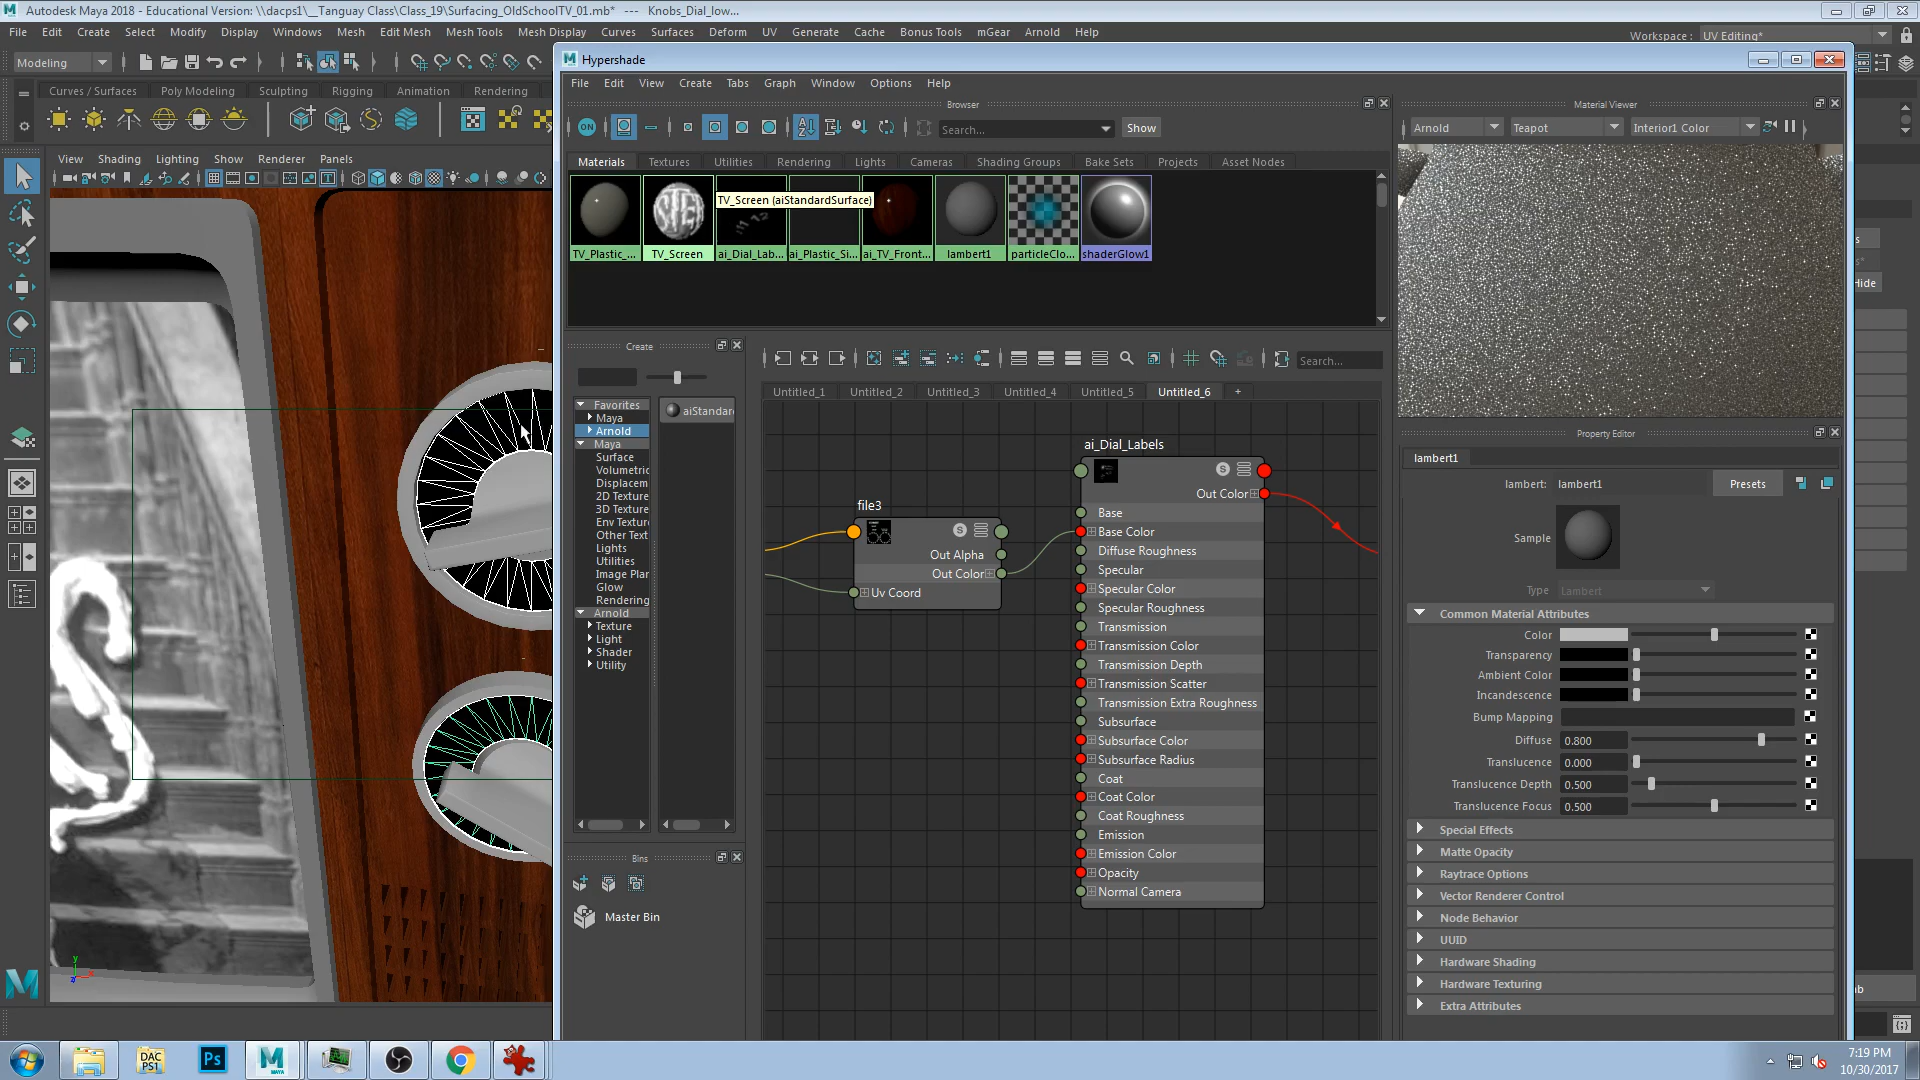 Autodesk Maya 2018 - Educational Version: \\dacps1\__Tanguay Class\Class_19\Surfacing_OldSchoolTV_01.mb* --- Knobs_Dial_low...
File Edit Create Select Modify Display Windows Mesh Edit Mesh Mesh Tools Mesh Display Curves Surfaces Deform UV Generate Cache Bonus Tools mGear Arnold Help
Workspace : UV Editing*
Modeling
Hypershade
File Edit View Create Tabs Graph Window Options Help
Curves / Surfaces Poly Modeling Sculpting Rigging Animation Rendering
Browser
Material Viewer
ON
Search...
Show
Arnold
Teapot
Interior1 Color
View Shading Lighting Show Renderer Panels
Materials Textures Utilities Rendering Lights Cameras Shading Groups Bake Sets Projects Asset Nodes
TV_Screen (aiStandardSurface)
TV_Plastic_... TV_Screen ai_Dial_Lab... ai_Plastic_Si... ai_TV_Front... lambert1 particleClo... shaderGlow1
Hide
Create
Search...
Untitled_1 Untitled_2 Untitled_3 Untitled_4 Untitled_5 Untitled_6 +
Favorites
Maya
Arnold
Maya
Surface
Volumetric
Displacem
2D Texture
3D Texture
Env Textur
Other Text
Lights
Utilities
Image Plan
Glow
Rendering
Arnold
Texture
Light
Shader
Utility
aiStandar
Bins
Master Bin
file3
Out Alpha
Out Color
Uv Coord
ai_Dial_Labels
Out Color
Base
Base Color
Diffuse Roughness
Specular
Specular Color
Specular Roughness
Transmission
Transmission Color
Transmission Depth
Transmission Scatter
Transmission Extra Roughness
Subsurface
Subsurface Color
Subsurface Radius
Coat
Coat Color
Coat Roughness
Emission
Emission Color
Opacity
Normal Camera
Property Editor
lambert1
lambert: lambert1
Presets
Sample
Type Lambert
Common Material Attributes
Color
Transparency
Ambient Color
Incandescence
Bump Mapping
Diffuse 0.800
Translucence 0.000
Translucence Depth 0.500
Translucence Focus 0.500
Special Effects
Matte Opacity
Raytrace Options
Vector Renderer Control
Node Behavior
UUID
Hardware Shading
Hardware Texturing
Extra Attributes
DAC
PS1
Ps
MAYA
7:19 PM
10/30/2017